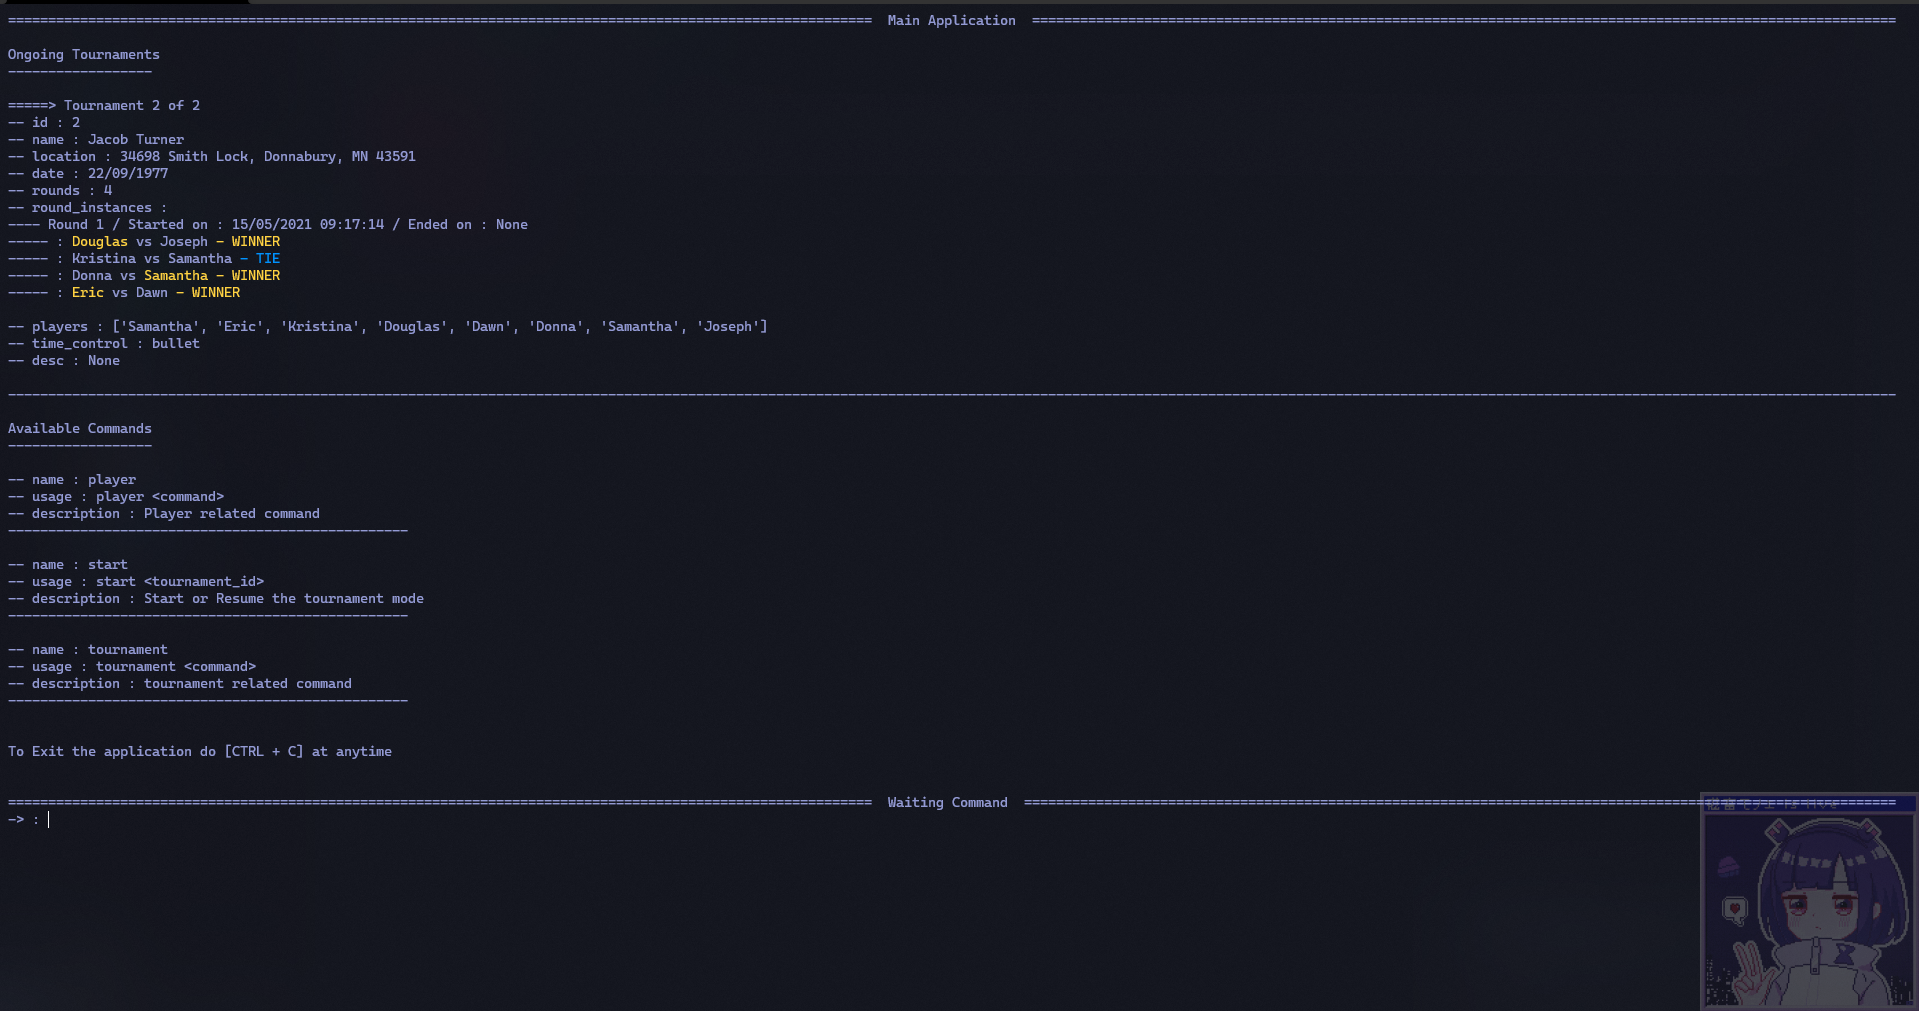 ======================================== Main Application ========================================
Ongoing Tournaments
------------------
=====> Tournament 2 of 2
-- id : 2
-- name : Jacob Turner
-- location : 34698 Smith Lock, Donnabury, MN 43591
-- date : 22/09/1977
-- rounds : 4
-- round_instances :
---- Round 1 / Started on : 15/05/2021 09:17:14 / Ended on : None
----- : Douglas vs Joseph - WINNER
----- : Kristina vs Samantha - TIE
----- : Donna vs Samantha - WINNER
----- : Eric vs Dawn - WINNER
-- players : ['Samantha', 'Eric', 'Kristina', 'Douglas', 'Dawn', 'Donna', 'Samantha', 'Joseph']
-- time_control : bullet
-- desc : None
--------------------------------------------------
Available Commands
------------------
-- name : player
-- usage : player <command>
-- description : Player related command
--------------------------------------------------
-- name : start
-- usage : start <tournament_id>
-- description : Start or Resume the tournament mode
--------------------------------------------------
-- name : tournament
-- usage : tournament <command>
-- description : tournament related command
--------------------------------------------------
To Exit the application do [CTRL + C] at anytime
======================================== Waiting Command ========================================
-> :